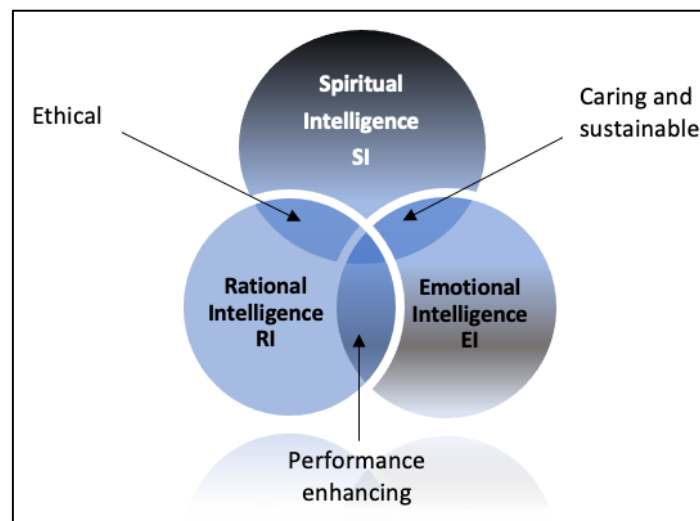 Spiritual
Intelligence
SI
Ethical
Caring and
sustainable
Rational
Intelligence
RI
Emotional
Intelligence
EI
Performance
enhancing